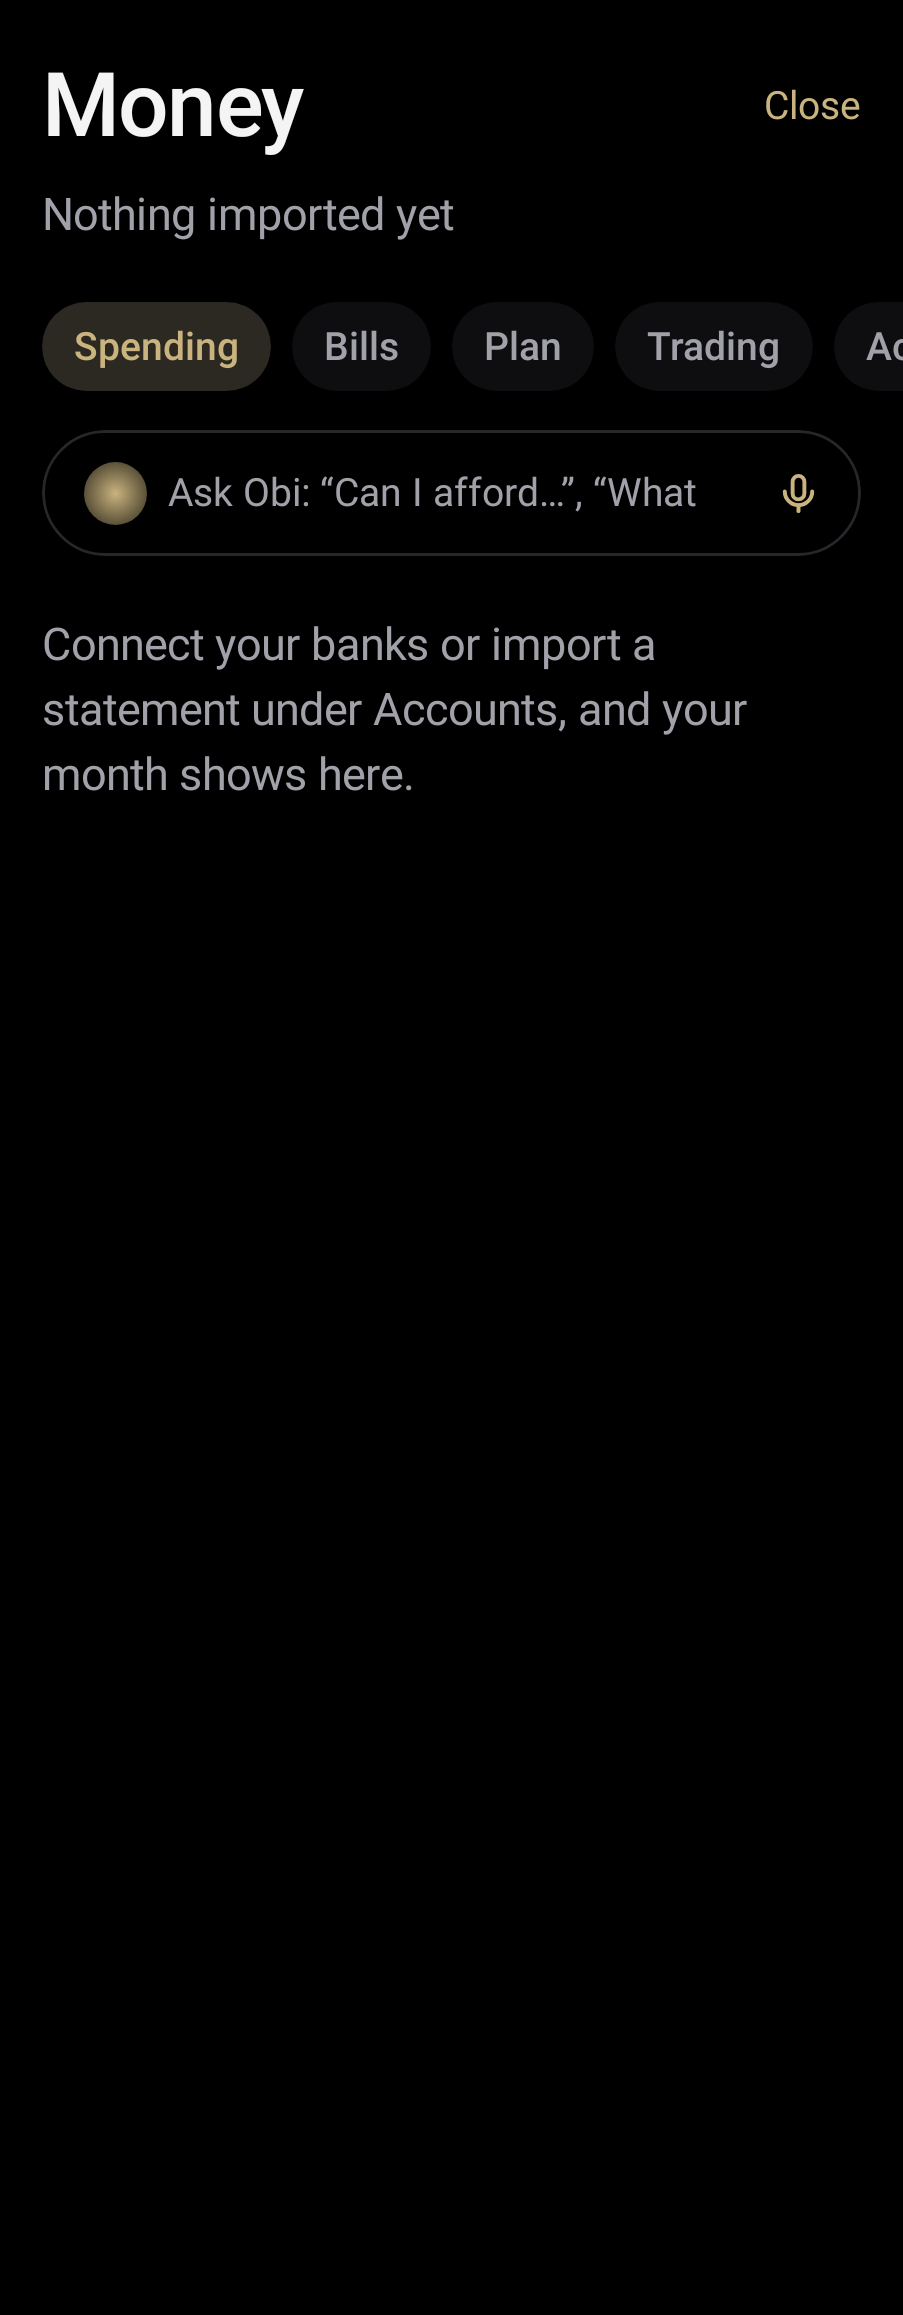 Money
Close
Nothing imported yet
Spending
Bills
Plan
Trading
Ac
Ask Obi: “Can I afford…”, “What
Connect your banks or import a
statement under Accounts, and your
month shows here.